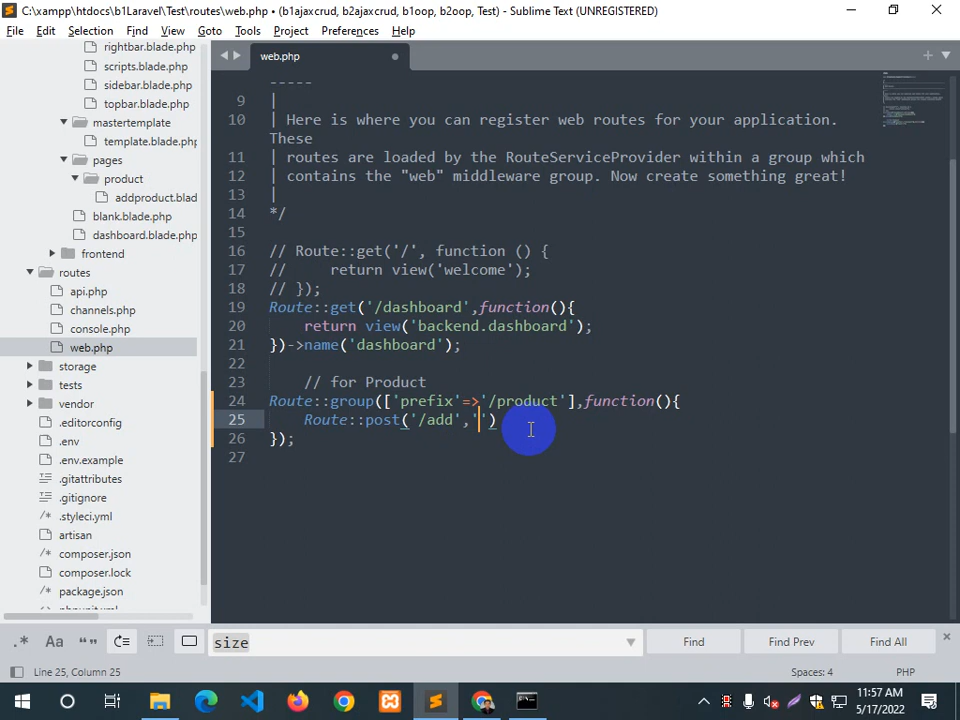 C:\xampp\htdocs\b1Laravel\Test\routes\web.php • (b1ajaxcrud, b2ajaxcrud, b1oop, b2oop, Test) - Sublime Text (UNREGISTERED)
File Edit Selection Find View Goto Tools Project Preferences Help
rightbar.blade.php
scripts.blade.php
sidebar.blade.php
topbar.blade.php
mastertemplate
template.blade.php
pages
product
addproduct.blad
blank.blade.php
dashboard.blade.php
frontend
routes
api.php
channels.php
console.php
web.php
storage
tests
vendor
.editorconfig
.env
.env.example
.gitattributes
.gitignore
.styleci.yml
artisan
composer.json
composer.lock
package.json
phpunit.xml
web.php
-----
9 |
10 | Here is where you can register web routes for your application.
These
11 | routes are loaded by the RouteServiceProvider within a group which
12 | contains the "web" middleware group. Now create something great!
13 |
14 */
15
16 // Route::get('/', function () {
17 //     return view('welcome');
18 // });
19 Route::get('/dashboard',function(){
20     return view('backend.dashboard');
21 })->name('dashboard');
22
23     // for Product
24 Route::group(['prefix'=>'/product'],function(){
25     Route::post('/add','')
26 });
27
.* Aa “” size Find Find Prev Find All
Line 25, Column 25 Spaces: 4 PHP
11:57 AM
5/17/2022